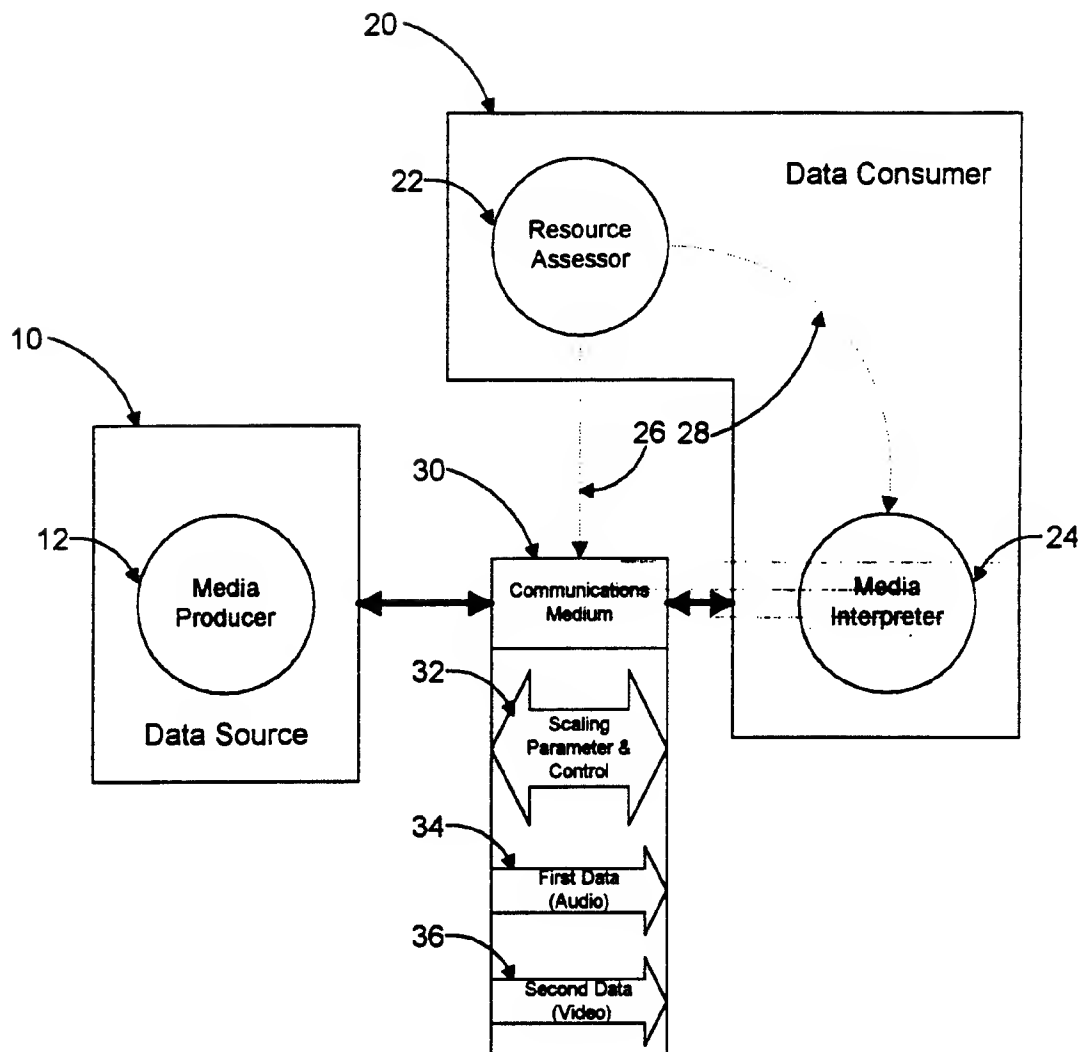 20
22
Resource
Assessor
Data Consumer
10
26 28
30
12
Media
Producer
Data Source
Communications
Medium
24
Media
Interpreter
32
Scaling
Parameter &
Control
34
First Data
(Audio)
36
Second Data
(Video)